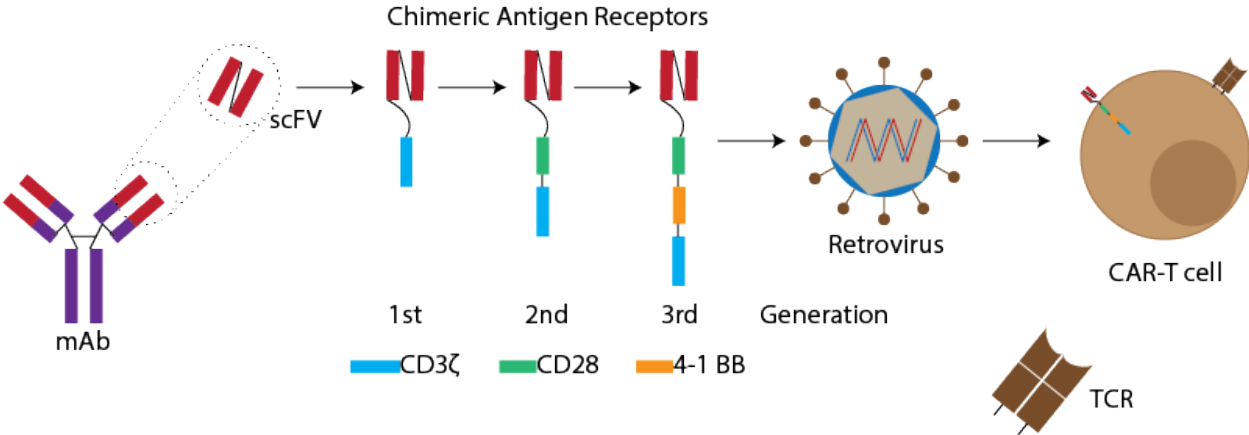 Chimeric Antigen Receptors
scFV
mAb
Retrovirus
CAR-T cell
1st 2nd 3rd Generation
CD3ζ CD28 4-1 BB
TCR